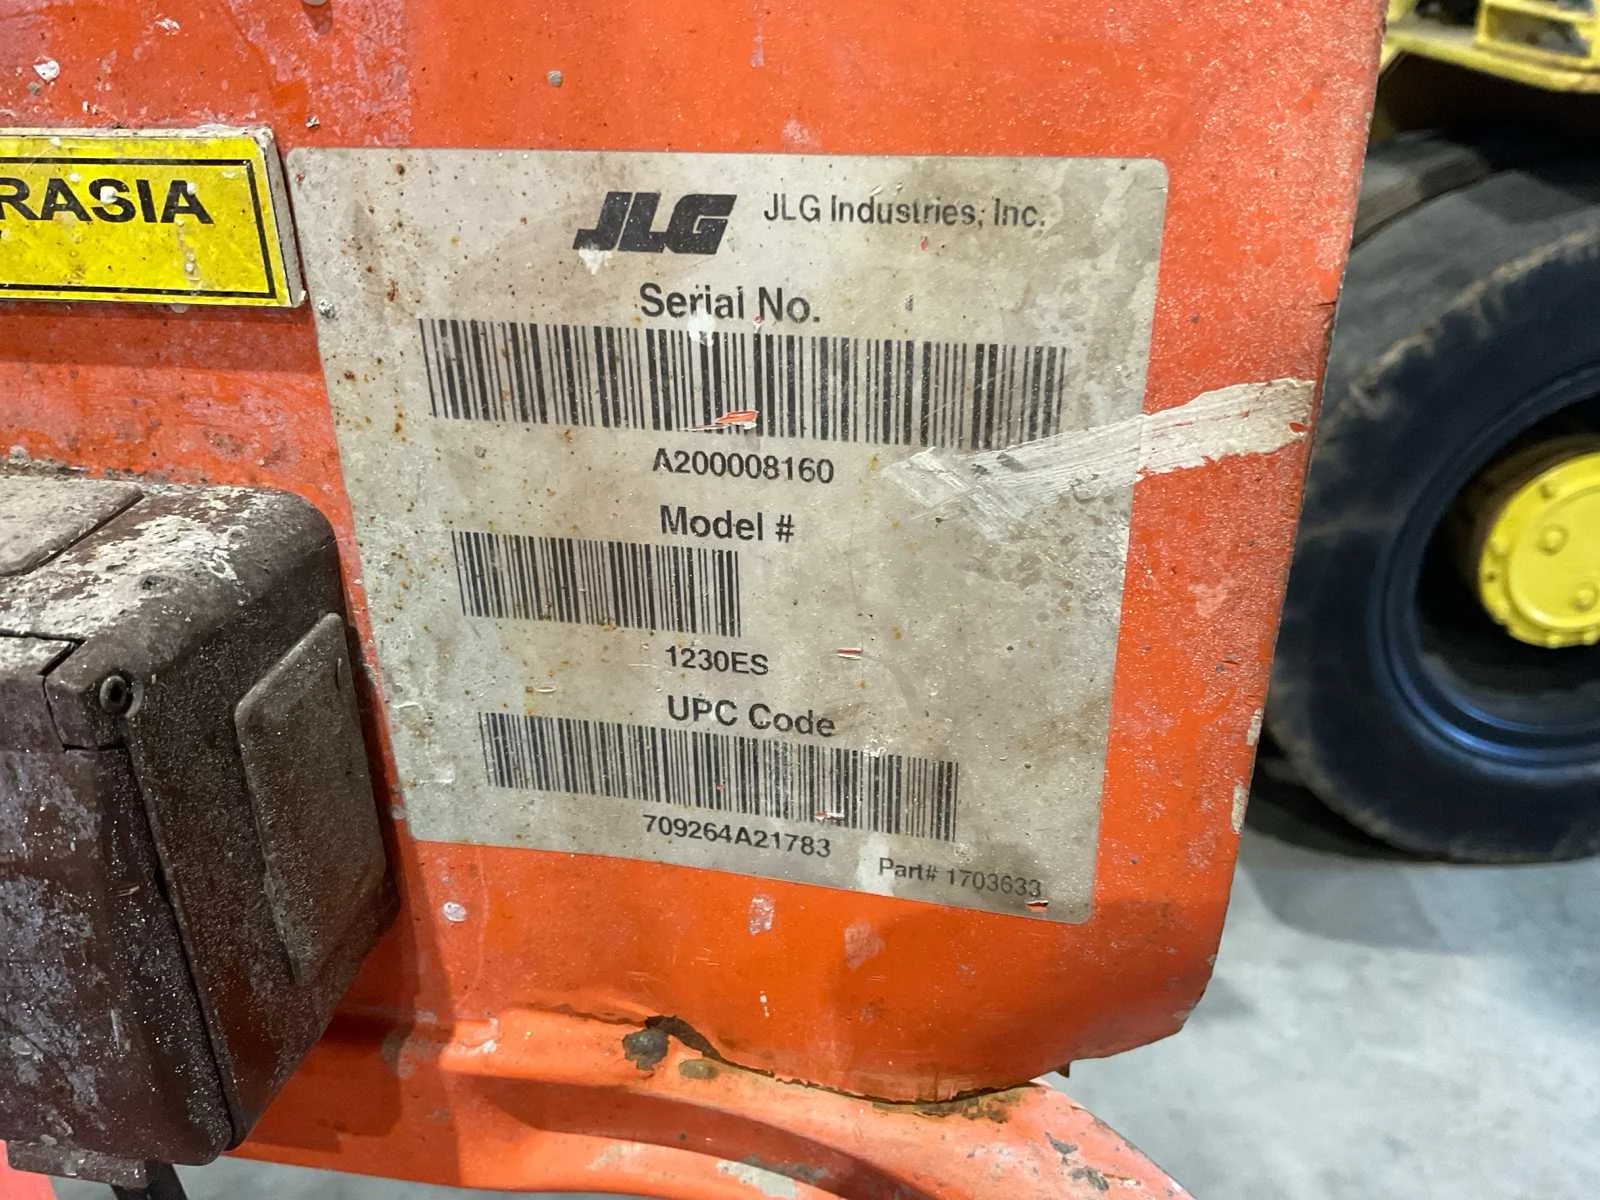 RASIA
JLG JLG Industries, Inc.
Serial No.
A200008160
Model #
1230ES
UPC Code
709264A21783
Part# 1703633